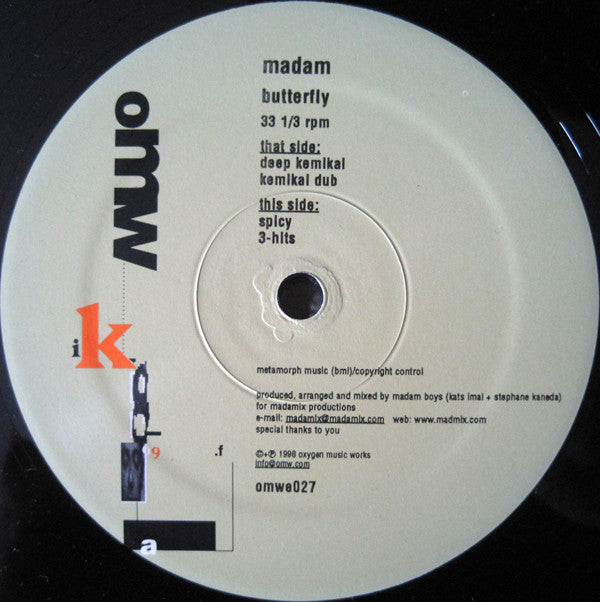 madam
butterfly
33 1/3 rpm
that side:
deep kemikal
kemikal dub
this side:
spicy
3-hits
omw
k
metamorph music (bmi)/copyright control
produced, arranged and mixed by madam boys (kats imai + stephane kaneda)
for madamix productions
e-mail: madamix@madamix.com web: www.madmix.com
special thanks to you
©+℗ 1998 oxygen music works
info@omw.com
omwe027
9
.f
a